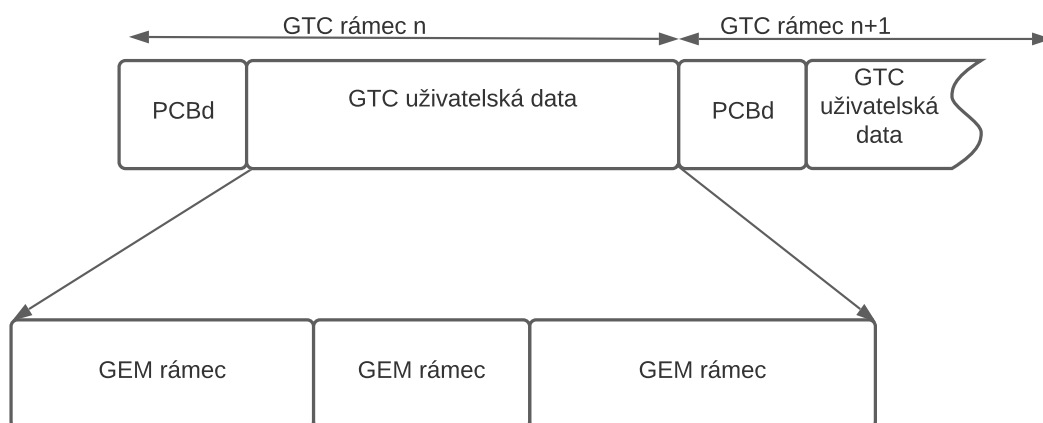 GTC rámec n
GTC rámec n+1
PCBd
GTC uživatelská data
PCBd
GTC
uživatelská
data
GEM rámec
GEM rámec
GEM rámec